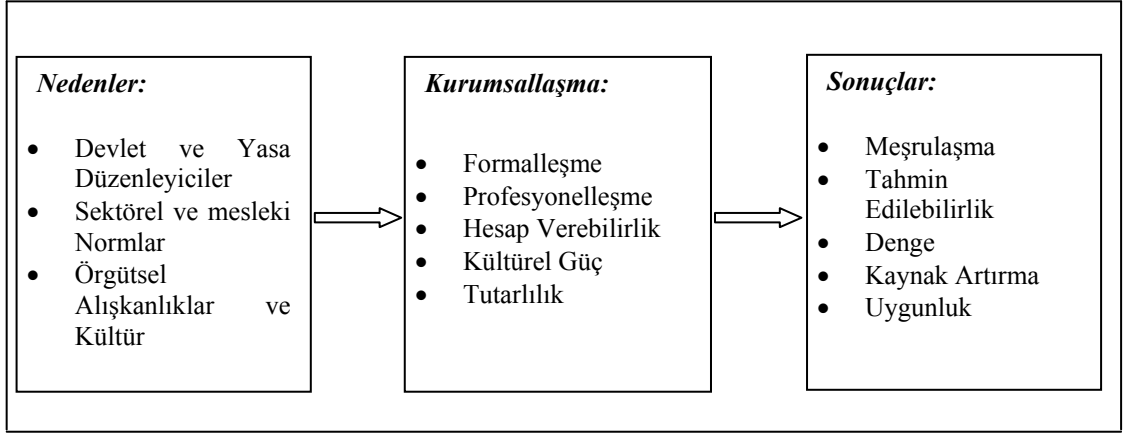 Nedenler:
• Devlet ve Yasa
Düzenleyiciler
• Sektörel ve mesleki
Normlar
• Örgütsel
Alışkanlıklar ve
Kültür
Kurumsallaşma:
• Formalleşme
• Profesyonelleşme
• Hesap Verebilirlik
• Kültürel Güç
• Tutarlılık
Sonuçlar:
• Meşrulaşma
• Tahmin
Edilebilirlik
• Denge
• Kaynak Artırma
• Uygunluk